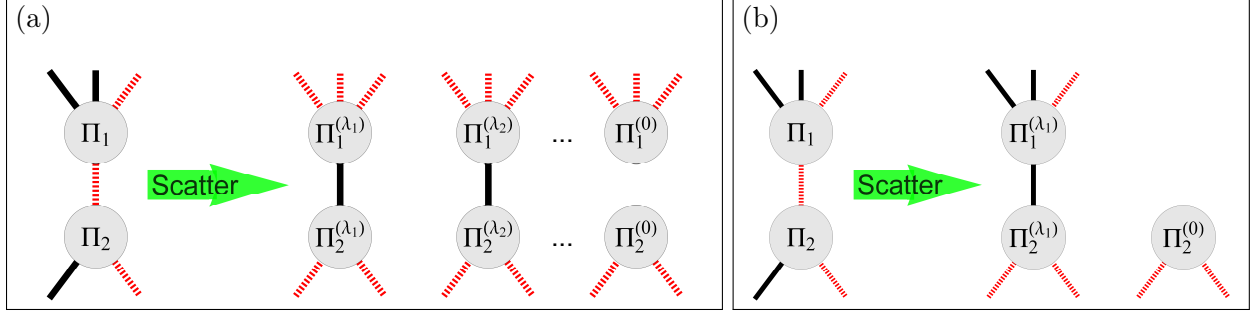 (a)
Π₁ Π₁^(λ₁) Π₁^(λ₂) ... Π₁^(0)
Scatter
Π₂ Π₂^(λ₁) Π₂^(λ₂) ... Π₂^(0)
(b)
Π₁ Π₁^(λ₁)
Scatter
Π₂ Π₂^(λ₁) Π₂^(0)